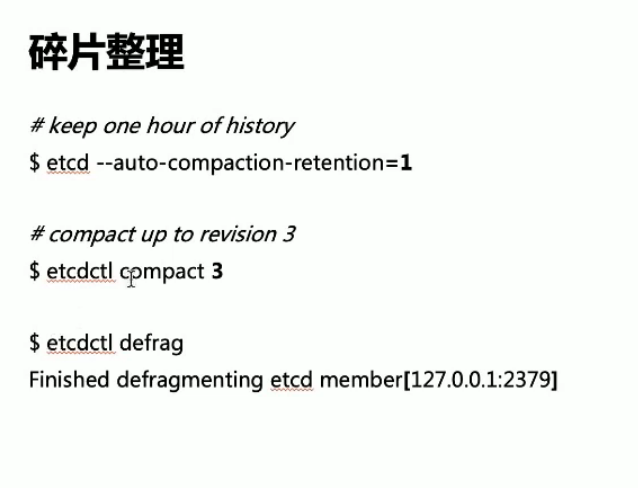 碎片整理
# keep one hour of history
$ etcd --auto-compaction-retention=1
# compact up to revision 3
$ etcdctl compact 3
$ etcdctl defrag
Finished defragmenting etcd member[127.0.0.1:2379]